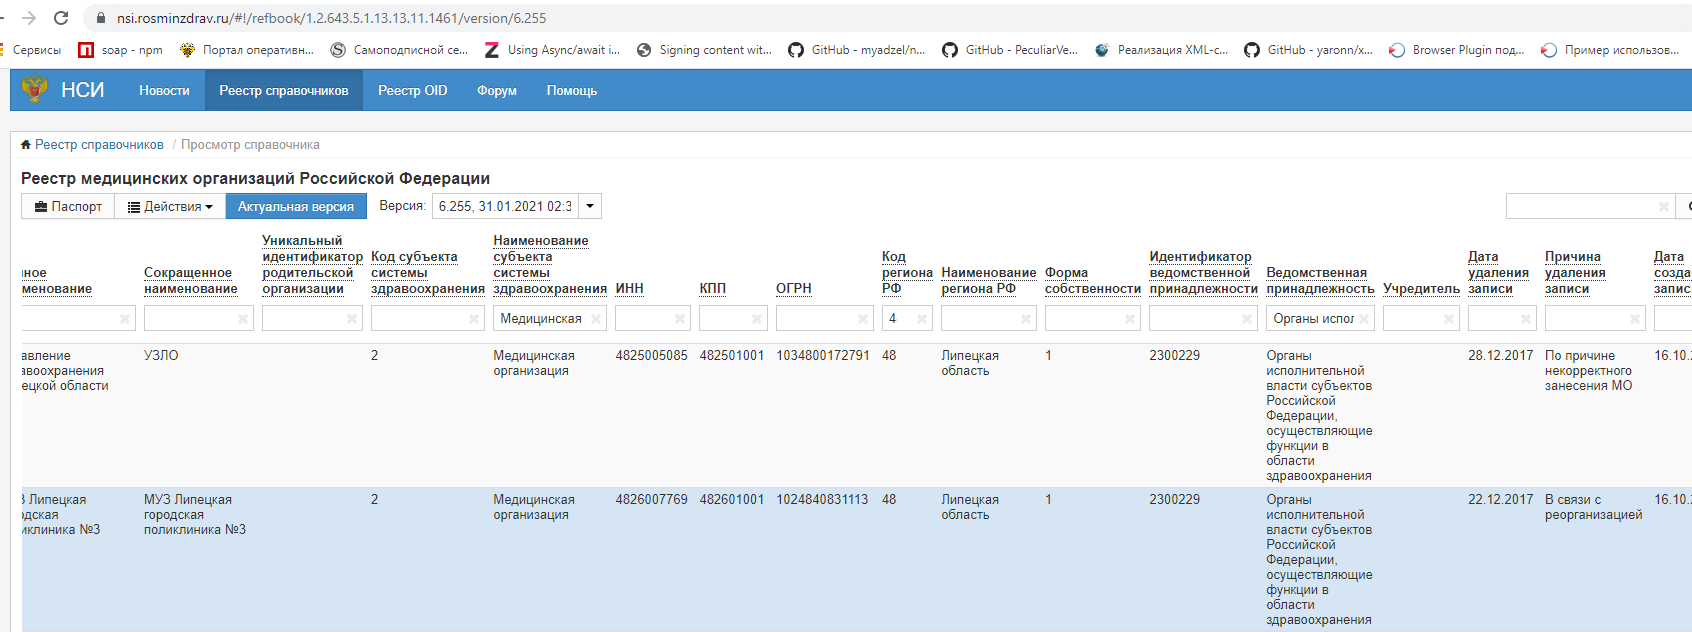 nsi.rosminzdrav.ru/#!/refbook/1.2.643.5.1.13.13.11.1461/version/6.255
Сервисы soap - npm Портал оперативн... Самоподписной се... Using Async/await i... Signing content wit... GitHub - myadzel/n... GitHub - PeculiarVe... Реализация XML-с... GitHub - yaronn/x... Browser Plugin под... Пример использов...
НСИ Новости Реестр справочников Реестр OID Форум Помощь
Реестр справочников / Просмотр справочника
Реестр медицинских организаций Российской Федерации
Паспорт Действия Актуальная версия Версия: 6.255, 31.01.2021 02:3
Уникальный Наименование
идентификатор Код субъекта субъекта Код Идентификатор Дата Причина Дата
ное Сокращенное родительской системы системы региона Наименование Форма ведомственной Ведомственная удаления удаления созда
менование наименование организации здравоохранения здравоохранения ИНН КПП ОГРН РФ региона РФ собственности принадлежности принадлежность Учредитель записи записи запис
Медицинская 4 Органы испол
авление УЗЛО 2 Медицинская 4825005085 482501001 1034800172791 48 Липецкая 1 2300229 Органы 28.12.2017 По причине 16.10.
авоохранения организация область исполнительной некорректного
ецкой области власти субъектов занесения МО
Российской
Федерации,
осуществляющие
функции в
области
здравоохранения
З Липецкая МУЗ Липецкая 2 Медицинская 4826007769 482601001 1024840831113 48 Липецкая 1 2300229 Органы 22.12.2017 В связи с 16.10.
одская городская организация область исполнительной реорганизацией
иклиника №3 поликлиника №3 власти субъектов
Российской
Федерации,
осуществляющие
функции в
области
здравоохранения